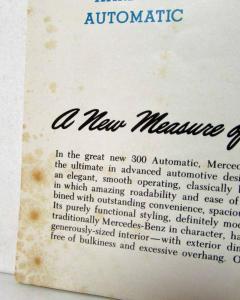 AUTOMATIC
A New Measure of
In the great new 300 Automatic, Merced
the ultimate in advanced automotive desi
an elegant, smooth operating, classically b
in which amazing roadability and ease of
bined with outstanding convenience, spacio
Its purely functional styling, definitely mod
traditionally Mercedes-Benz in character, ha
generously-sized interior—with exterior dim
free of bulkiness and excessive overhang. O